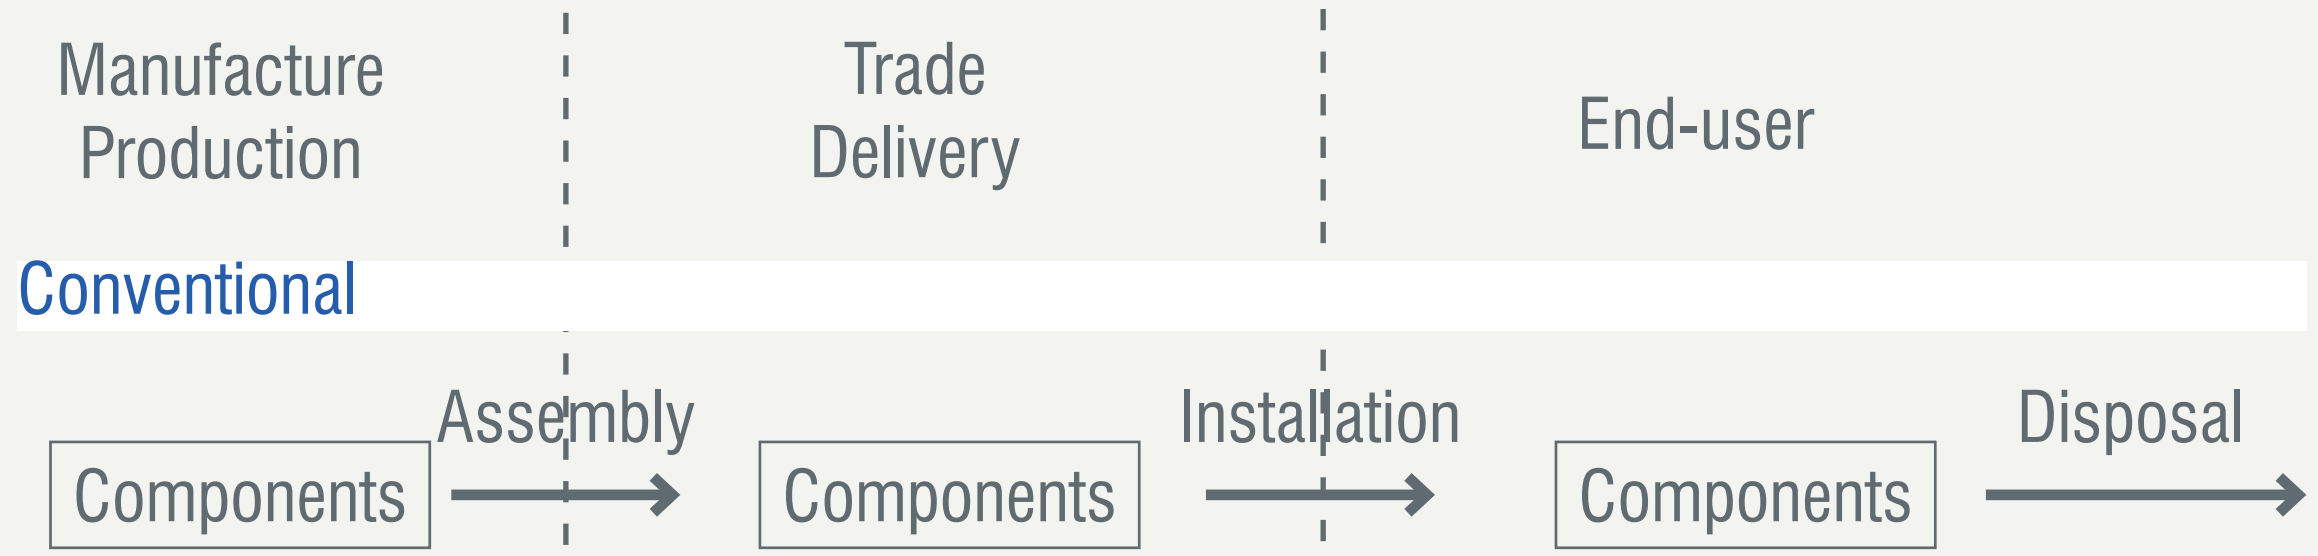 Manufacture
Production
Trade
Delivery
End-user
Conventional
Assembly
Installation
Disposal
Components
Components
Components